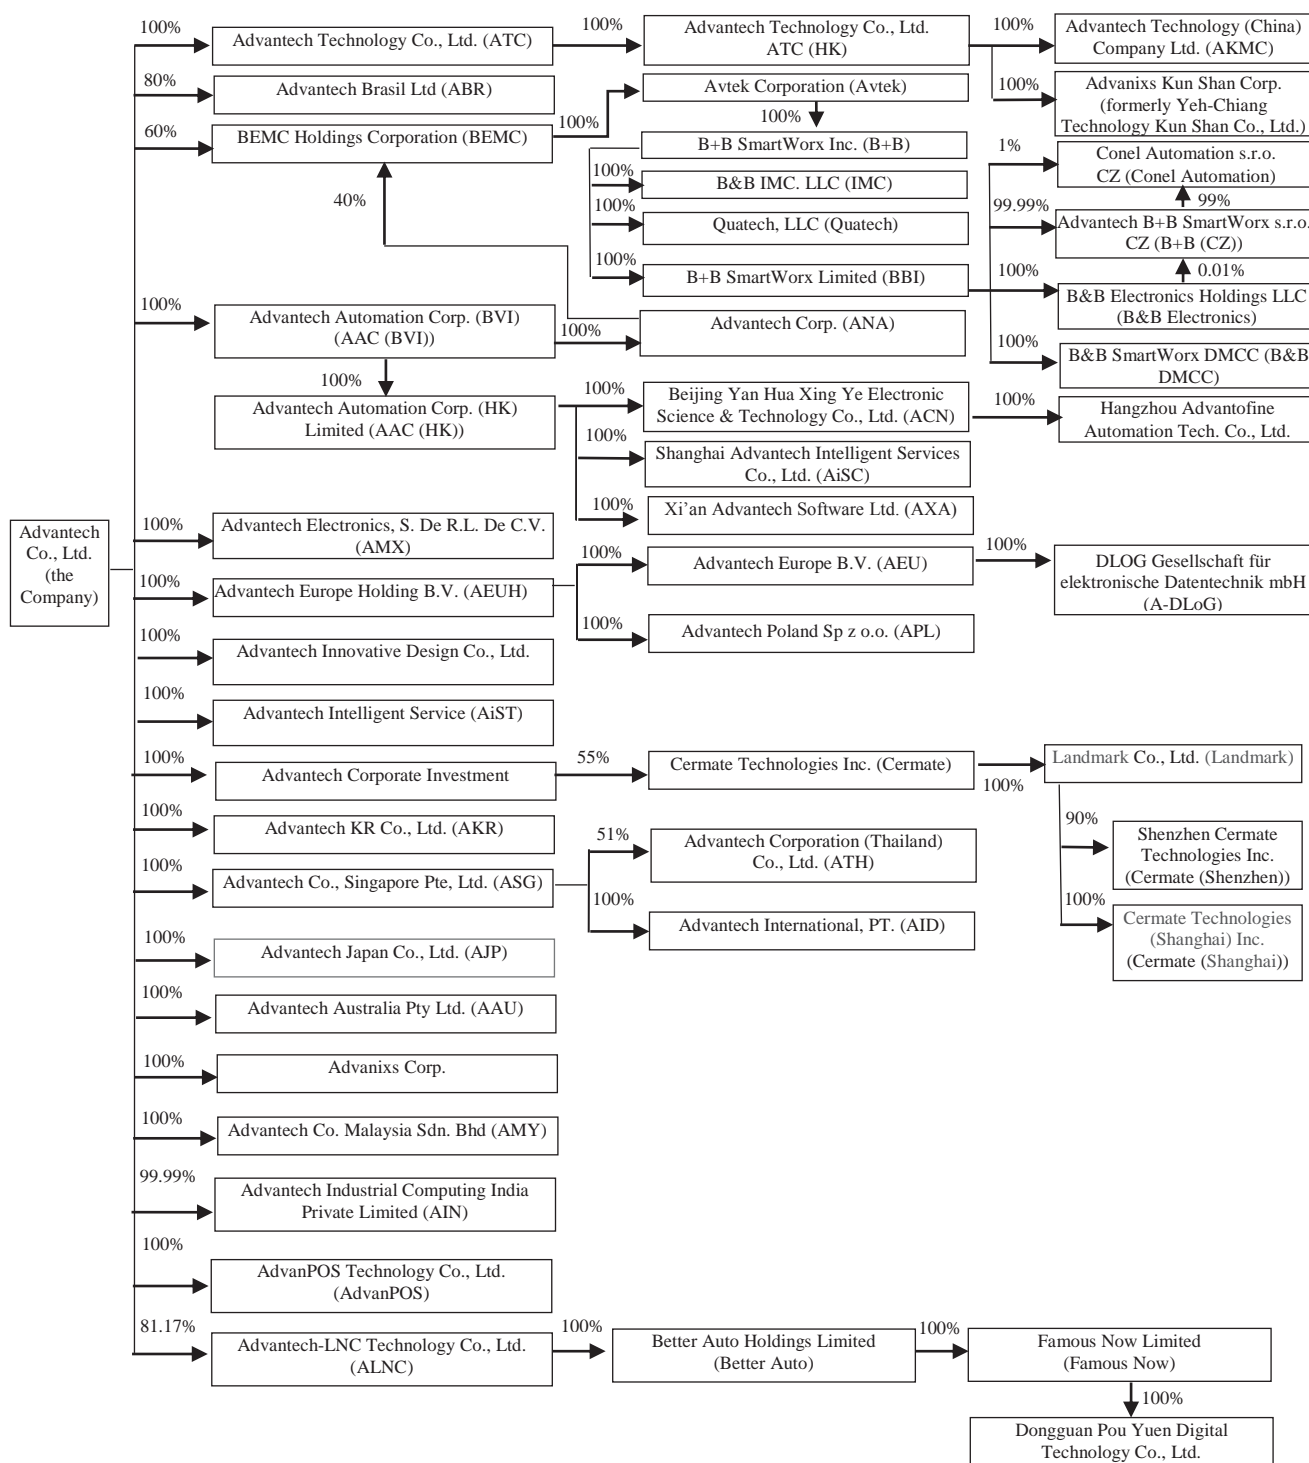 100%
Advantech Technology Co., Ltd. (ATC)
100%
Advantech Technology Co., Ltd.
ATC (HK)
100%
Advantech Technology (China)
Company Ltd. (AKMC)
80%
Advantech Brasil Ltd (ABR)
Avtek Corporation (Avtek)
100%
Advanixs Kun Shan Corp.
(formerly Yeh-Chiang
Technology Kun Shan Co., Ltd.)
60%
BEMC Holdings Corporation (BEMC)
100%
100%
B+B SmartWorx Inc. (B+B)
1%
Conel Automation s.r.o.
CZ (Conel Automation)
40%
100%
B&B IMC. LLC (IMC)
99%
100%
Quatech, LLC (Quatech)
99.99%
Advantech B+B SmartWorx s.r.o.
CZ (B+B (CZ))
100%
B+B SmartWorx Limited (BBI)
100%
0.01%
B&B Electronics Holdings LLC
(B&B Electronics)
100%
Advantech Automation Corp. (BVI)
(AAC (BVI))
100%
Advantech Corp. (ANA)
100%
B&B SmartWorx DMCC (B&B
DMCC)
100%
Advantech Automation Corp. (HK)
Limited (AAC (HK))
100%
Beijing Yan Hua Xing Ye Electronic
Science & Technology Co., Ltd. (ACN)
100%
Hangzhou Advantofine
Automation Tech. Co., Ltd.
100%
Shanghai Advantech Intelligent Services
Co., Ltd. (AiSC)
100%
Xi'an Advantech Software Ltd. (AXA)
Advantech
Co., Ltd.
(the
Company)
100%
Advantech Electronics, S. De R.L. De C.V.
(AMX)
100%
Advantech Europe Holding B.V. (AEUH)
100%
Advantech Europe B.V. (AEU)
100%
DLOG Gesellschaft für
elektronische Datentechnik mbH
(A-DLoG)
100%
Advantech Poland Sp z o.o. (APL)
100%
Advantech Innovative Design Co., Ltd.
100%
Advantech Intelligent Service (AiST)
100%
Advantech Corporate Investment
55%
Cermate Technologies Inc. (Cermate)
100%
Landmark Co., Ltd. (Landmark)
100%
Advantech KR Co., Ltd. (AKR)
90%
Shenzhen Cermate
Technologies Inc.
(Cermate (Shenzhen))
100%
Advantech Co., Singapore Pte, Ltd. (ASG)
51%
Advantech Corporation (Thailand)
Co., Ltd. (ATH)
100%
Advantech International, PT. (AID)
100%
Cermate Technologies
(Shanghai) Inc.
(Cermate (Shanghai))
100%
Advantech Japan Co., Ltd. (AJP)
100%
Advantech Australia Pty Ltd. (AAU)
100%
Advanixs Corp.
100%
Advantech Co. Malaysia Sdn. Bhd (AMY)
99.99%
Advantech Industrial Computing India
Private Limited (AIN)
100%
AdvanPOS Technology Co., Ltd.
(AdvanPOS)
81.17%
Advantech-LNC Technology Co., Ltd.
(ALNC)
100%
Better Auto Holdings Limited
(Better Auto)
100%
Famous Now Limited
(Famous Now)
100%
Dongguan Pou Yuen Digital
Technology Co., Ltd.